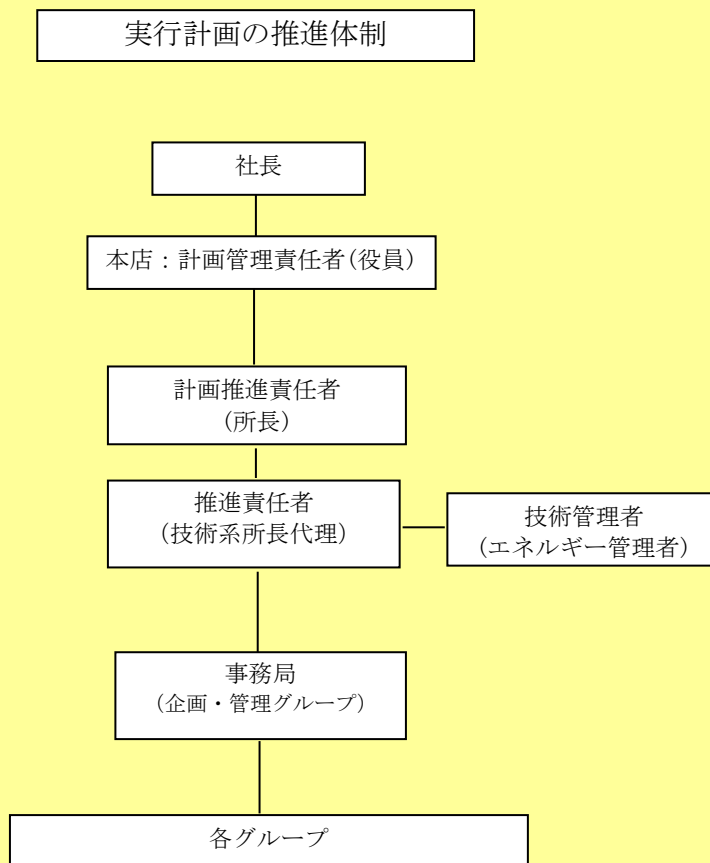 実行計画の推進体制
社長
本店：計画管理責任者(役員)
計画推進責任者
(所長)
推進責任者
(技術系所長代理)
技術管理者
(エネルギー管理者)
事務局
(企画・管理グループ)
各グループ